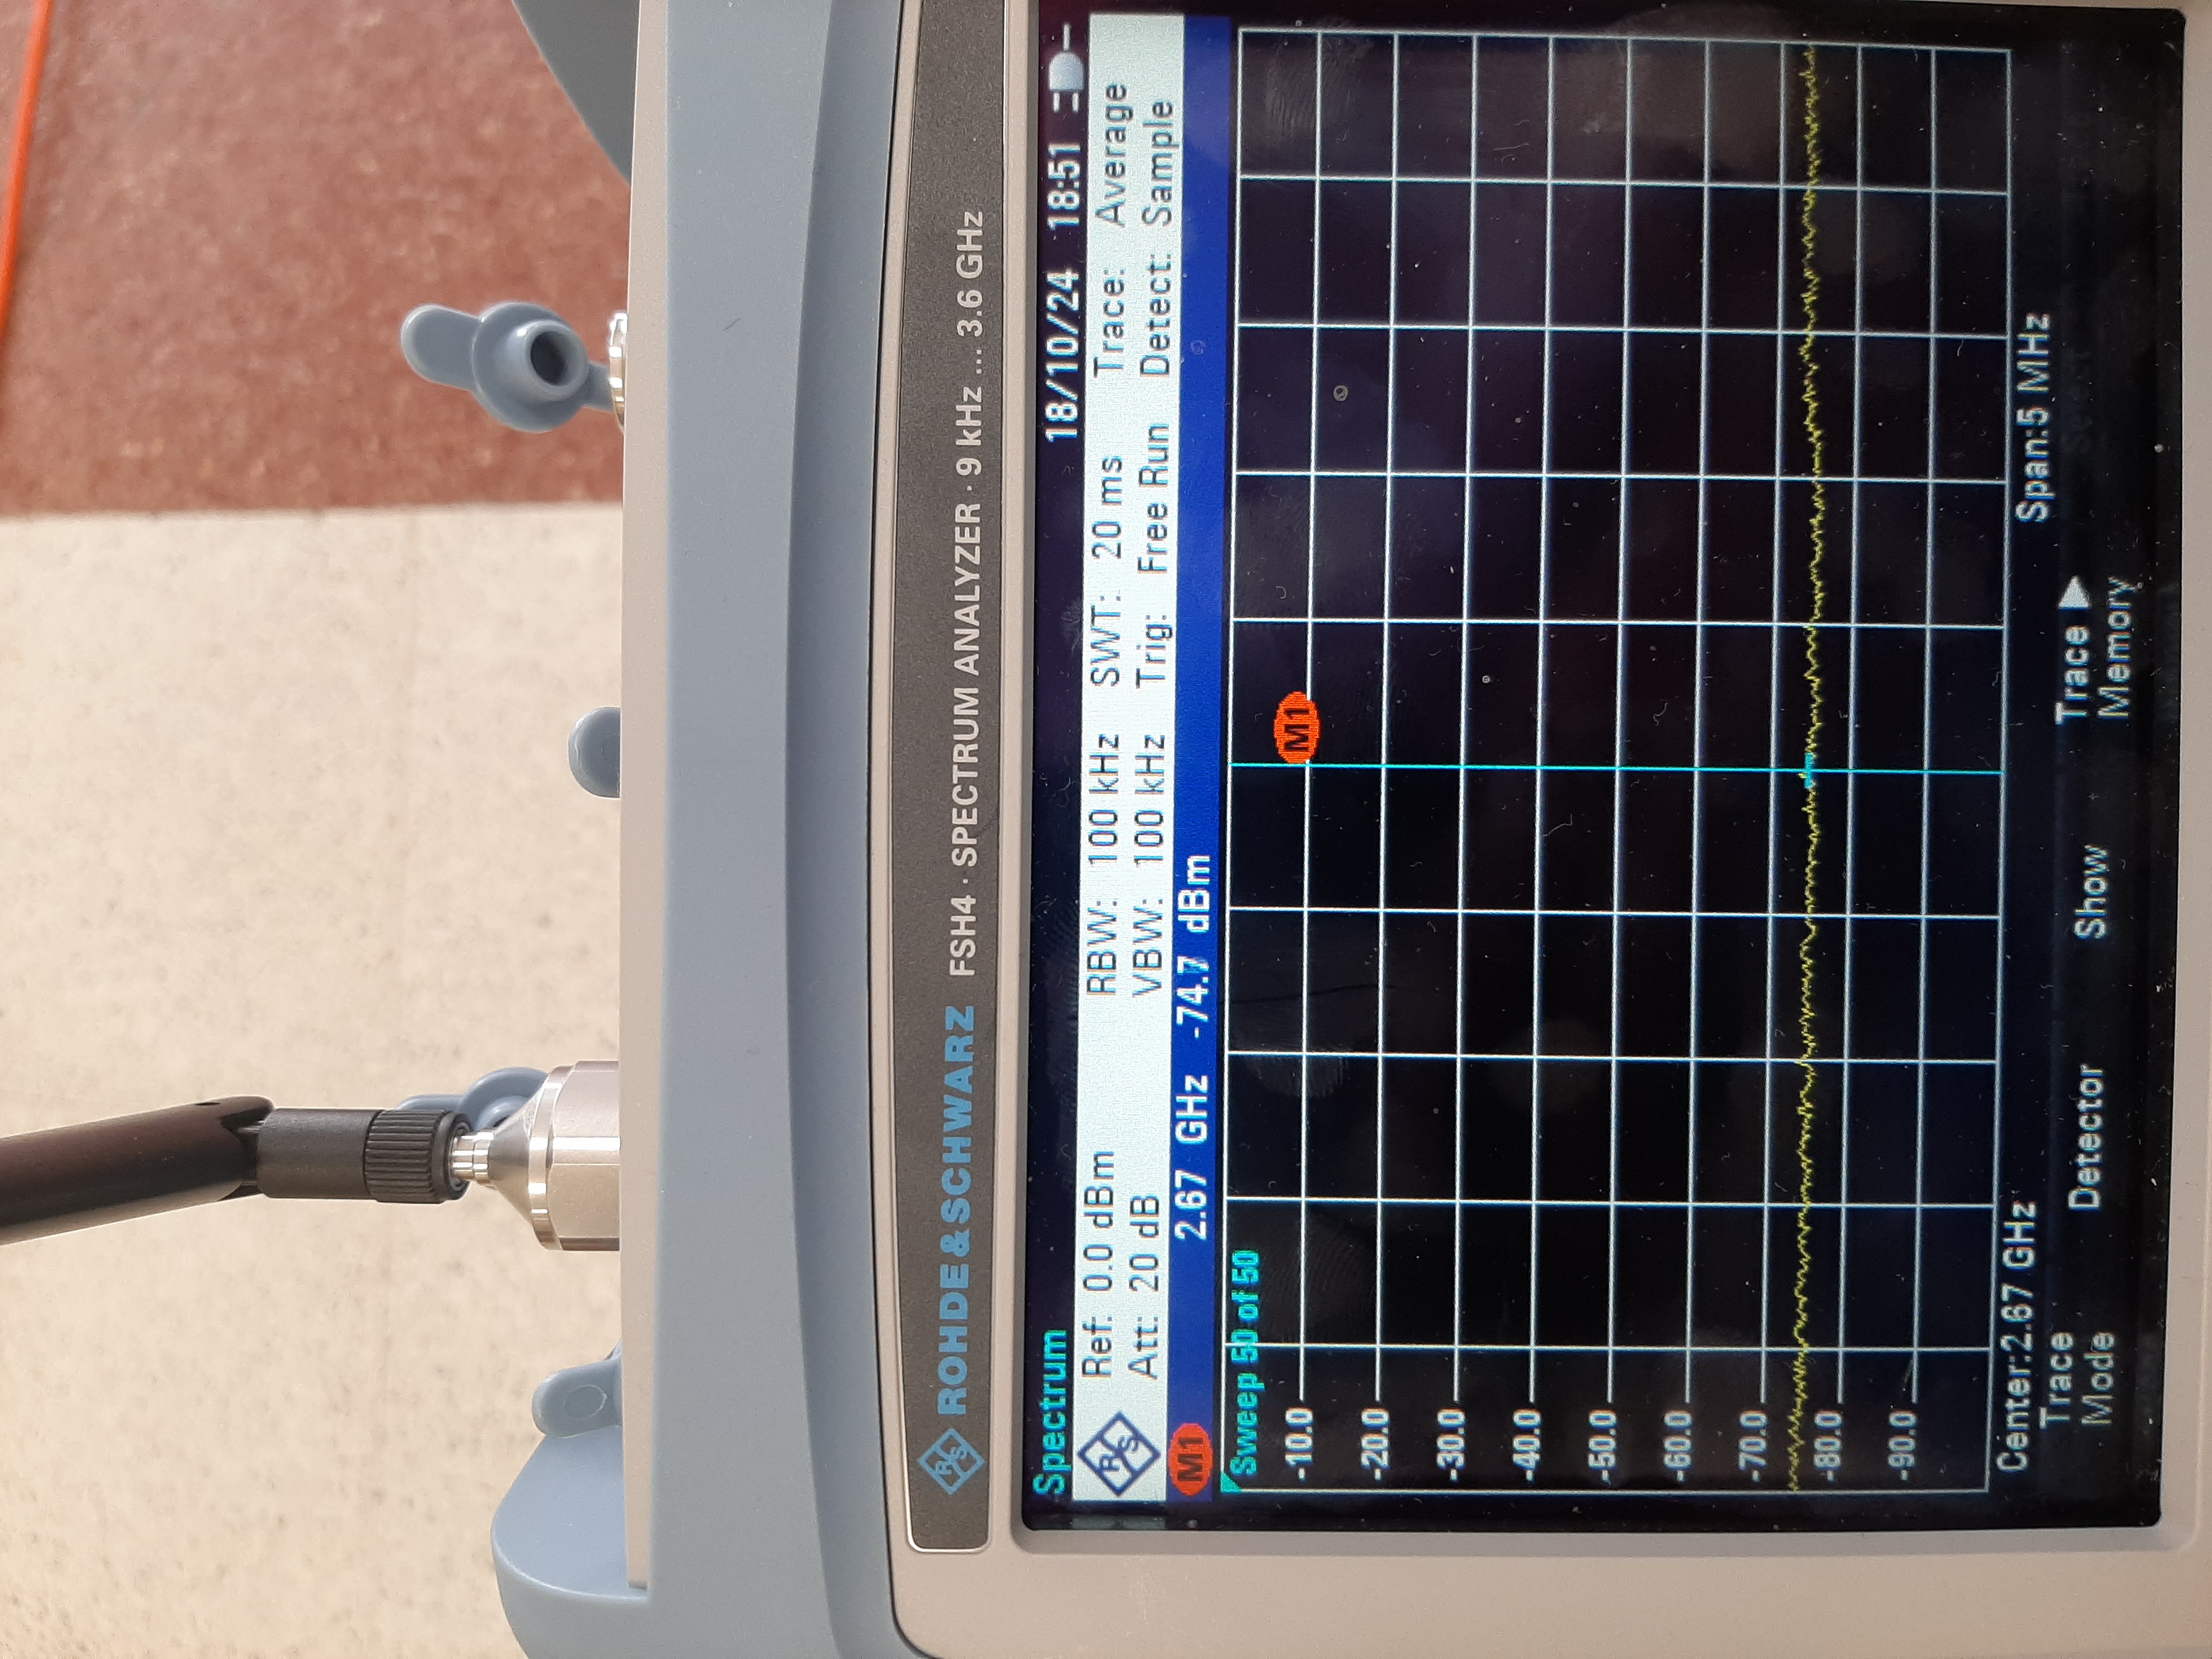 R&S ROHDE&SCHWARZ FSH4 · SPECTRUM ANALYZER · 9 kHz ... 3.6 GHz
Spectrum 18/10/24 18:51
R&S Ref: 0.0 dBm RBW: 100 kHz SWT: 20 ms Trace: Average
Att: 20 dB VBW: 100 kHz Trig: Free Run Detect: Sample
M1 2.67 GHz -74.7 dBm
Sweep 50 of 50
M1
-10.0
-20.0
-30.0
-40.0
-50.0
-60.0
-70.0
-80.0
-90.0
Center:2.67 GHz Span:5 MHz
Trace
Mode
Detector
Show
Trace ▶
Memory